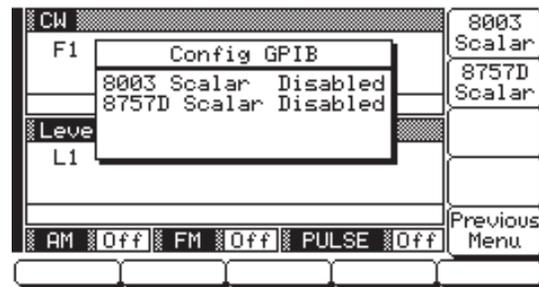 CW
F1
Config GPIB
8003 Scalar Disabled
8757D Scalar Disabled
Leve
L1
AM Off FM Off PULSE Off
8003
Scalar
8757D
Scalar
Previous
Menu